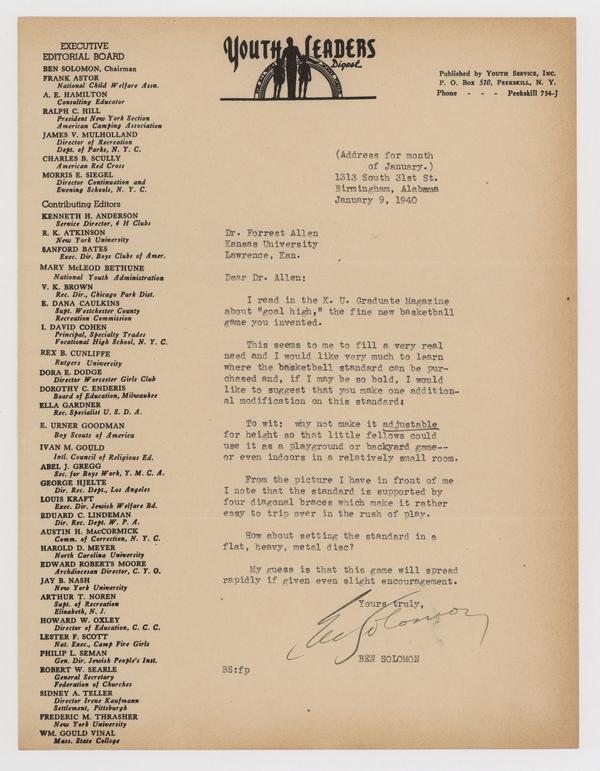 EXECUTIVE
EDITORIAL BOARD
BEN SOLOMON, Chairman
FRANK ASTOR
National Child Welfare Assn.
A. E. HAMILTON
Consulting Educator
RALPH C. HILL
President New York Section
American Camping Association
JAMES V. MULHOLLAND
Director of Recreation
Dept. of Parks, N. Y. C.
CHARLES B. SCULLY
American Red Cross
MORRIS E. SIEGEL
Director Continuation and
Evening Schools, N. Y. C.
Contributing Editors
KENNETH H. ANDERSON
Service Director, 4 H Clubs
R. K. ATKINSON
New York University
SANFORD BATES
Exec. Dir. Boys Clubs of Amer.
MARY McLEOD BETHUNE
National Youth Administration
V. K. BROWN
Rec. Dir., Chicago Park Dist.
E. DANA CAULKINS
Supt. Westchester County
Recreation Commission
I. DAVID COHEN
Principal, Specialty Trades
Vocational High School, N. Y. C.
REX B. CUNLIFFE
Rutgers University
DORA E. DODGE
Director Worcester Girls Club
DOROTHY C. ENDERIS
Board of Education, Milwaukee
ELLA GARDNER
Rec. Specialist U. S. D. A.
E. URNER GOODMAN
Boy Scouts of America
IVAN M. GOULD
Intl. Council of Religious Ed.
ABEL J. GREGG
Sec. for Boys Work, Y. M. C. A.
GEORGE HJELTE
Dir. Rec. Dept., Los Angeles
LOUIS KRAFT
Exec. Dir. Jewish Welfare Bd.
EDUARD C. LINDEMAN
Dir. Rec. Dept. W. P. A.
AUSTIN H. MacCORMICK
Comm. of Correction, N. Y. C.
HAROLD D. MEYER
North Carolina University
EDWARD ROBERTS MOORE
Archdiocesan Director, C. Y. O.
JAY B. NASH
New York University
ARTHUR T. NOREN
Supt. of Recreation
Elizabeth, N. J.
HOWARD W. OXLEY
Director of Education, C. C. C.
LESTER F. SCOTT
Nat. Exec., Camp Fire Girls
PHILIP L. SEMAN
Gen. Dir. Jewish People's Inst.
ROBERT W. SEARLE
General Secretary
Federation of Churches
SIDNEY A. TELLER
Director Irene Kaufmann
Settlement, Pittsburgh
FREDERIC M. THRASHER
New York University
WM. GOULD VINAL
Mass. State College
YOUTH LEADERS
Digest
Published by YOUTH SERVICE, INC.
P. O. Box 510, PEEKSKILL, N. Y.
Phone - - - Peekskill 754-J
(Address for month
of January.)
1313 South 31st St.
Birmingham, Alabama
January 9, 1940
Dr. Forrest Allen
Kansas University
Lawrence, Kan.
Dear Dr. Allen:
I read in the K. U. Graduate Magazine
about "goal high," the fine new basketball
game you invented.
This seems to me to fill a very real
need and I would like very much to learn
where the basketball standard can be pur-
chased and, if I may be so bold, I would
like to suggest that you make one addition-
al modification on this standard:
To wit: why not make it adjustable
for height so that little fellows could
use it as a playground or backyard game--
or even indoors in a relatively small room.
From the picture I have in front of me
I note that the standard is supported by
four diagonal braces which make it rather
easy to trip over in the rush of play.
How about setting the standard in a
flat, heavy, metal disc?
My guess is that this game will spread
rapidly if given even slight encouragement.
Yours truly,
Ben Solomon
BEN SOLOMON
BS:fp